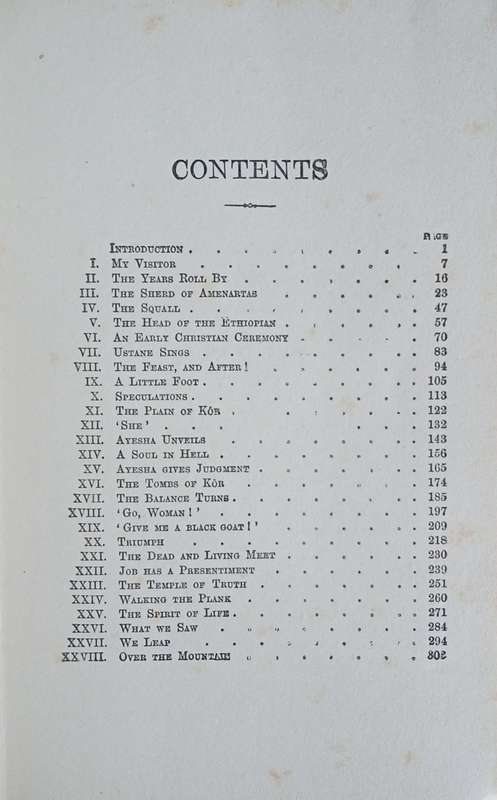 CONTENTS
PAGE
INTRODUCTION . . . . . . . . . 1
I. MY VISITOR . . . . . . . . . 7
II. THE YEARS ROLL BY . . . . . . . 16
III. THE SHERD OF AMENARTAS . . . . . . 23
IV. THE SQUALL . . . . . . . . . 47
V. THE HEAD OF THE ETHIOPIAN . . . . . . 57
VI. AN EARLY CHRISTIAN CEREMONY . . . . . 70
VII. USTANE SINGS . . . . . . . . 83
VIII. THE FEAST, AND AFTER! . . . . . . 94
IX. A LITTLE FOOT . . . . . . . . 105
X. SPECULATIONS . . . . . . . . . 113
XI. THE PLAIN OF KÔR . . . . . . . 122
XII. ‘SHE’ . . . . . . 132
XIII. AYESHA UNVEILS . . . . . . . 143
XIV. A SOUL IN HELL . . . . . . . . 156
XV. AYESHA GIVES JUDGMENT . . . . . . 165
XVI. THE TOMBS OF KÔR . . . . . . . 174
XVII. THE BALANCE TURNS . . . . . . . 185
XVIII. ‘GO, WOMAN!’ . . . . . . . . 197
XIX. ‘GIVE ME A BLACK GOAT!’ . . . . . 209
XX. TRIUMPH . . . . . . . . 218
XXI. THE DEAD AND LIVING MEET . . . . . . 230
XXII. JOB HAS A PRESENTIMENT . . . . . . 239
XXIII. THE TEMPLE OF TRUTH . . . . . . 251
XXIV. WALKING THE PLANK . . . . . . . 260
XXV. THE SPIRIT OF LIFE . . . . . . . 271
XXVI. WHAT WE SAW . . . . . . . . 284
XXVII. WE LEAP . . . . . . . . 294
XXVIII. OVER THE MOUNTAIN . . . . . . . 302